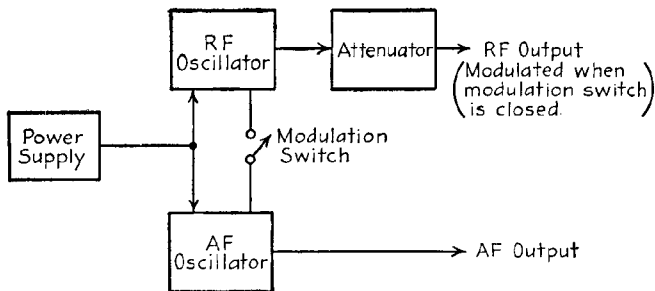 RF
Oscillator
Attenuator
RF Output
(Modulated when
modulation switch
is closed.)
Power
Supply
Modulation
Switch
AF
Oscillator
AF Output